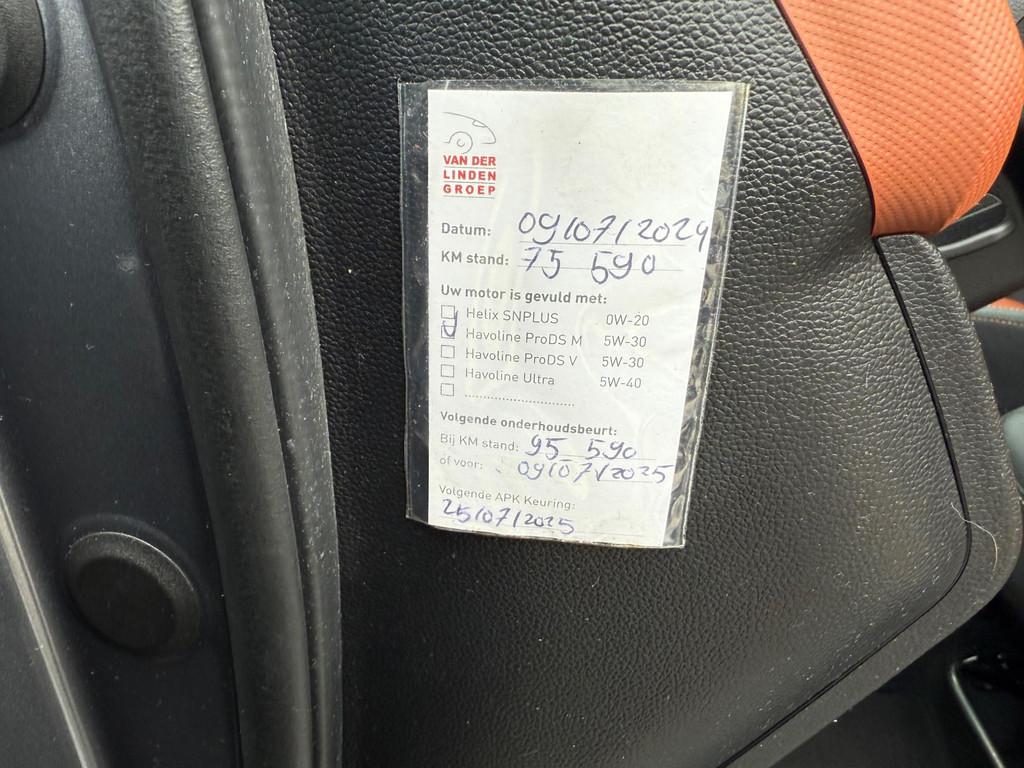 VAN DER
LINDEN
GROEP
Datum: 09/07/2024
KM stand: 75 590
Uw motor is gevuld met:
Helix SNPLUS 0W-20
Havoline ProDS M 5W-30
Havoline ProDS V 5W-30
Havoline Ultra 5W-40
..............................
Volgende onderhoudsbeurt:
Bij KM stand: 95 590
of voor: 09/07/2025
Volgende APK Keuring:
25/07/2025